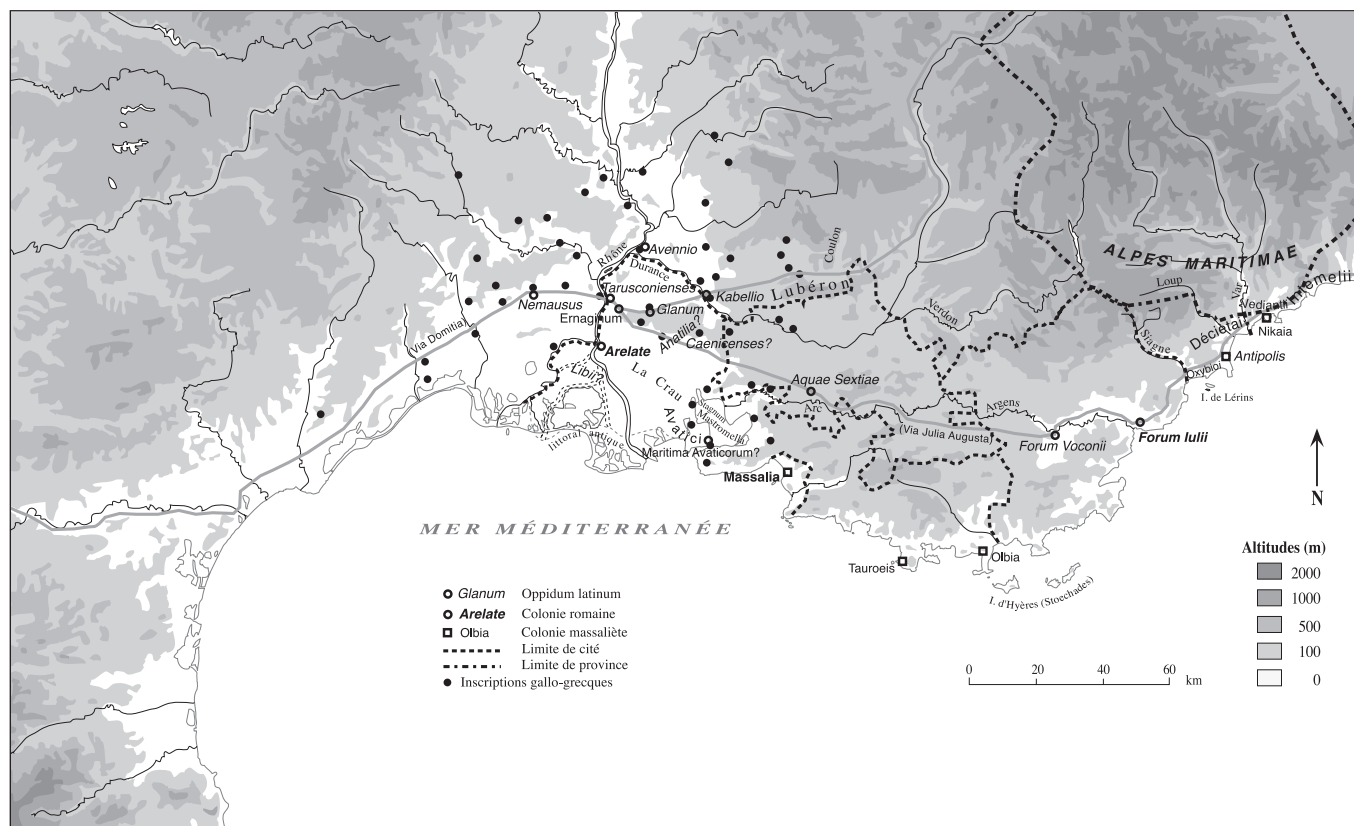 ALPES MARITIMAE
Intemelii
Rhône
Avennio
Durance
Coulon
Loup
Var
Vediantii
Tarusconienses
Lubéron
Kabellio
Nemausus
Ernaginum
Glanum
Verdon
Siagne
Déciétai
Nikaia
(Via Domitia)
Anatilia?
Caenicenses?
Oxybioi
Antipolis
Arelate
Libii?
La Crau
Aquae Sextiae
I. de Lérins
Arc
Argens
Avatici
Stagnum
Mastromela
(Via Julia Augusta)
Forum Voconii
Forum Iulii
littoral antique
Maritima Avaticorum?
Massalia
MER MÉDITERRANÉE
N
Tauroeis
Olbia
I. d'Hyères (Stoechades)
Glanum Oppidum latinum
Arelate Colonie romaine
Olbia Colonie massaliète
Limite de cité
Limite de province
Inscriptions gallo-grecques
0 20 40 60
km
Altitudes (m)
2000
1000
500
100
0